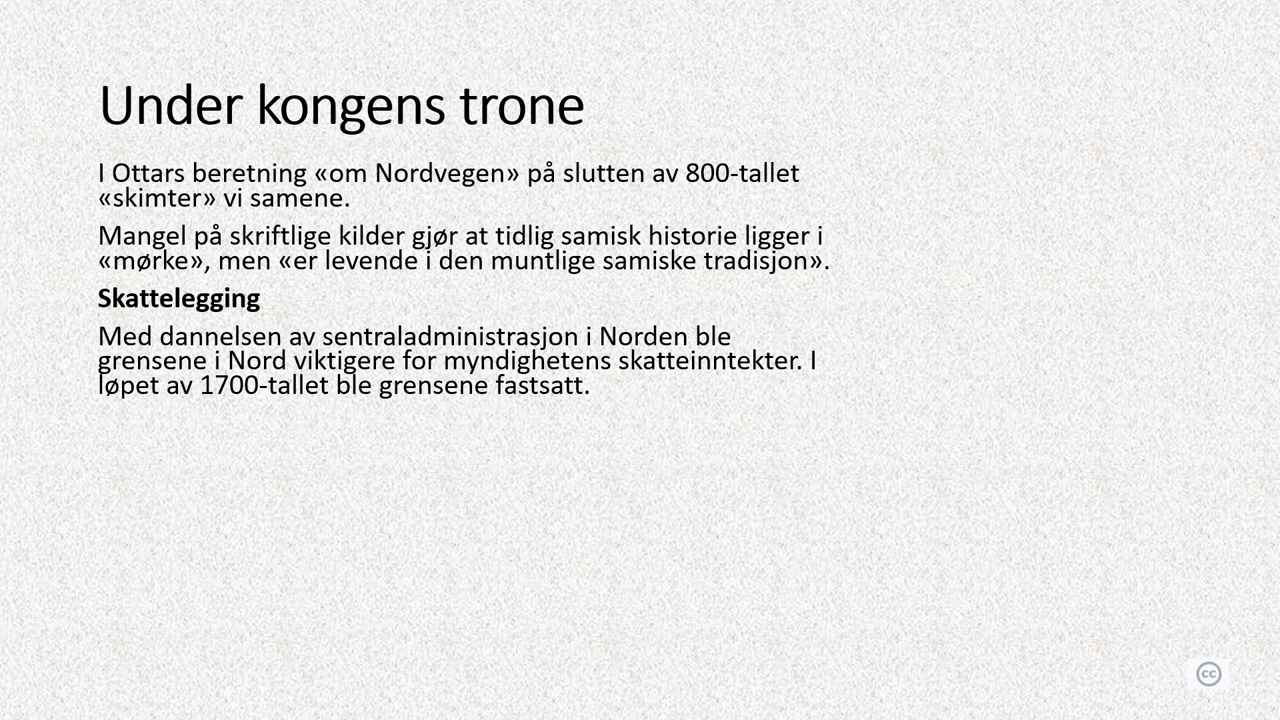 Under kongens trone
I Ottars beretning «om Nordvegen» på slutten av 800-tallet
«skimter» vi samene.
Mangel på skriftlige kilder gjør at tidlig samisk historie ligger i
«mørke», men «er levende i den muntlige samiske tradisjon».
Skattelegging
Med dannelsen av sentraladministrasjon i Norden ble
grensene i Nord viktigere for myndighetens skatteinntekter. I
løpet av 1700-tallet ble grensene fastsatt.
cc